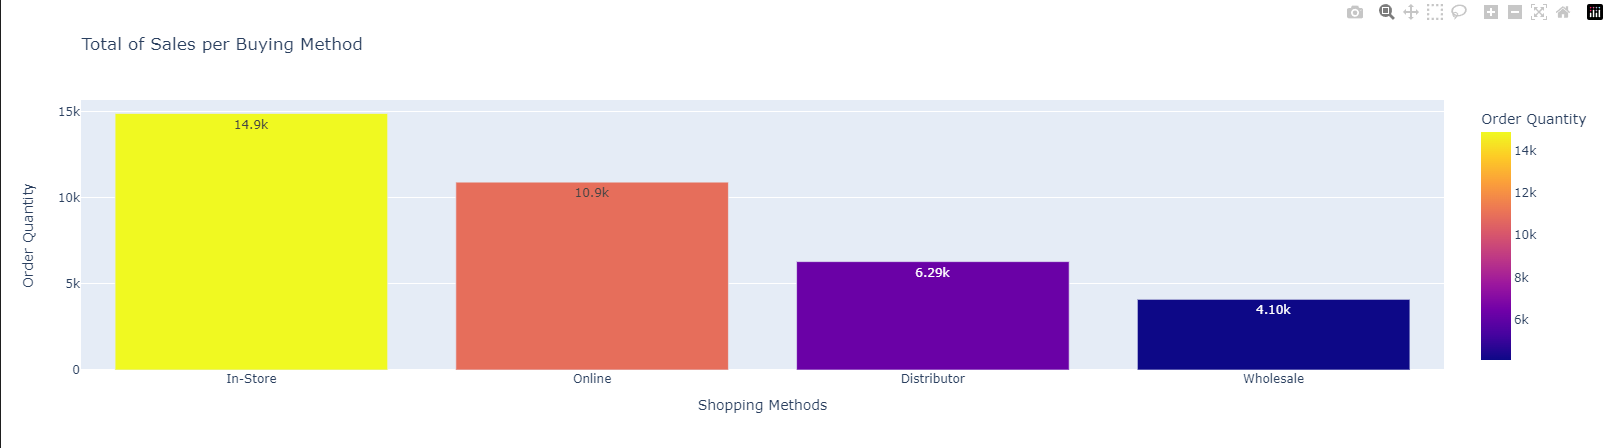 Total of Sales per Buying Method
Order Quantity
15k
10k
5k
0
14.9k
10.9k
6.29k
4.10k
In-Store
Online
Distributor
Wholesale
Shopping Methods
Order Quantity
14k
12k
10k
8k
6k